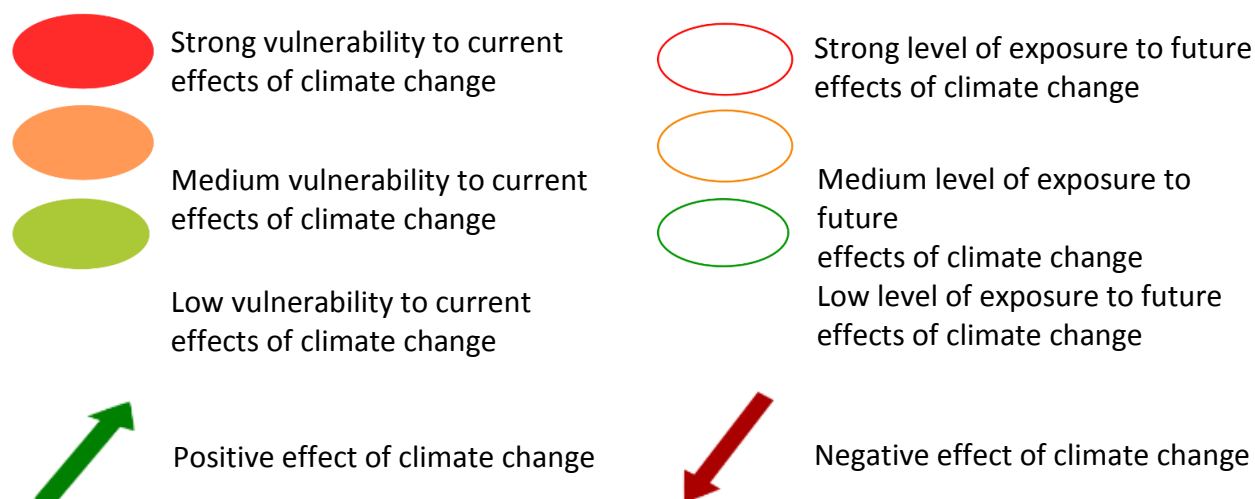 Strong vulnerability to current
effects of climate change
Medium vulnerability to current
effects of climate change
Low vulnerability to current
effects of climate change
Positive effect of climate change
Strong level of exposure to future
effects of climate change
Medium level of exposure to
future
effects of climate change
Low level of exposure to future
effects of climate change
Negative effect of climate change